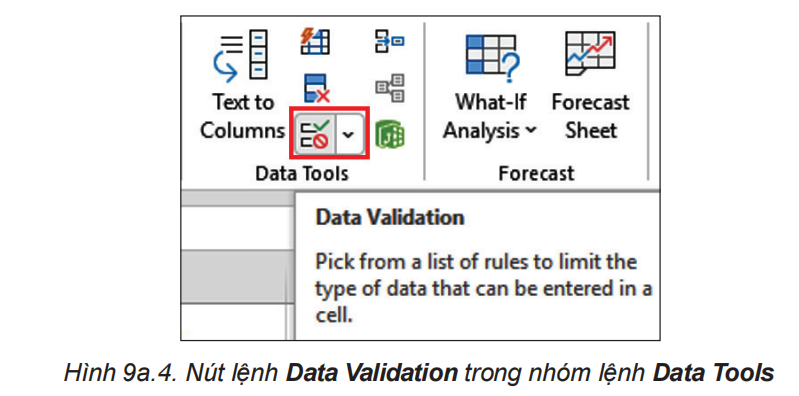 Text to
Columns
What-If
Analysis
Forecast
Sheet
Data Tools
Forecast
Data Validation
Pick from a list of rules to limit the
type of data that can be entered in a
cell.
Hình 9a.4. Nút lệnh Data Validation trong nhóm lệnh Data Tools